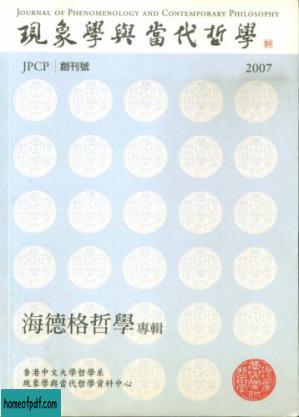 JOURNAL OF PHENOMENOLOGY AND CONTEMPORARY PHILOSOPHY
現象學與當代哲學
JPCP 創刊號 2007
海德格哲學專輯
香港中文大學哲學系
現象學與當代哲學資料中心
homeofpdf.com